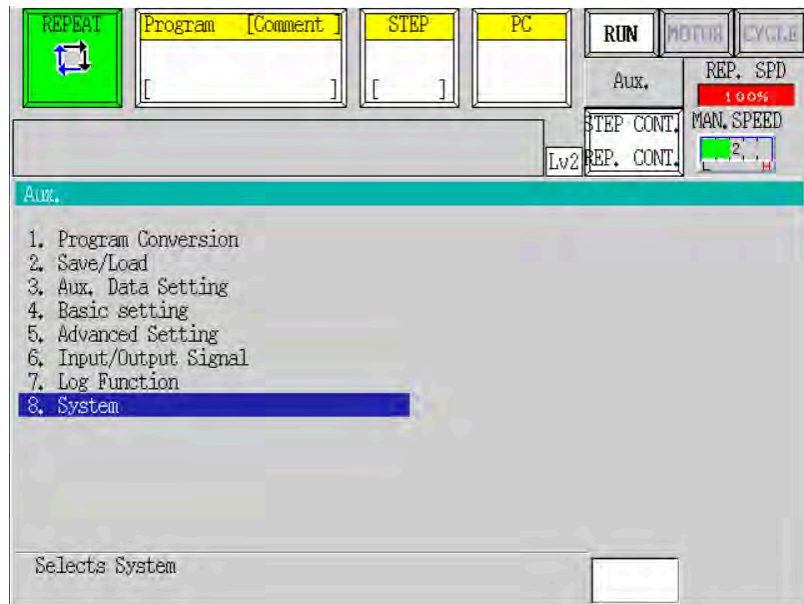 REPEAT
Program [Comment ]
STEP
PC
RUN
MOTOR
CYCLE
[ ]
[ ]
Aux.
REP. SPD
100%
STEP CONT.
REP. CONT.
MAN. SPEED
2
L H
Lv2
Aux.
1. Program Conversion
2. Save/Load
3. Aux. Data Setting
4. Basic setting
5. Advanced Setting
6. Input/Output Signal
7. Log Function
8. System
Selects System